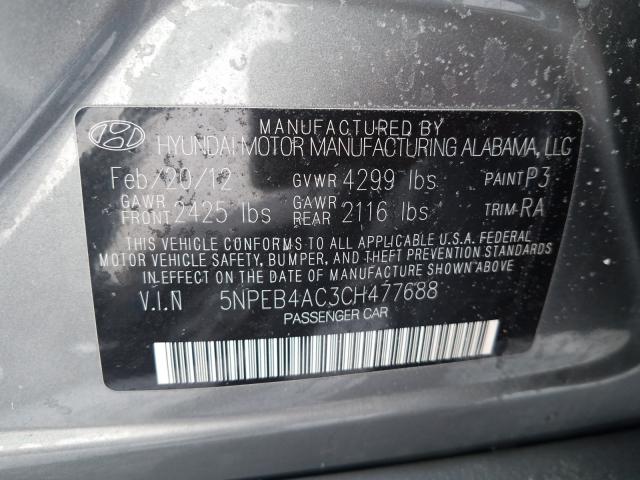 MANUFACTURED BY
HYUNDAI MOTOR MANUFACTURING ALABAMA, LLC
Feb/20/12 GVWR 4299 lbs PAINT P3
GAWR FRONT 2425 lbs GAWR REAR 2116 lbs TRIM RA
THIS VEHICLE CONFORMS TO ALL APPLICABLE U.S.A. FEDERAL
MOTOR VEHICLE SAFETY, BUMPER, AND THEFT PREVENTION STANDARDS
IN EFFECT ON THE DATE OF MANUFACTURE SHOWN ABOVE
V.I.N 5NPEB4AC3CH477688
PASSENGER CAR